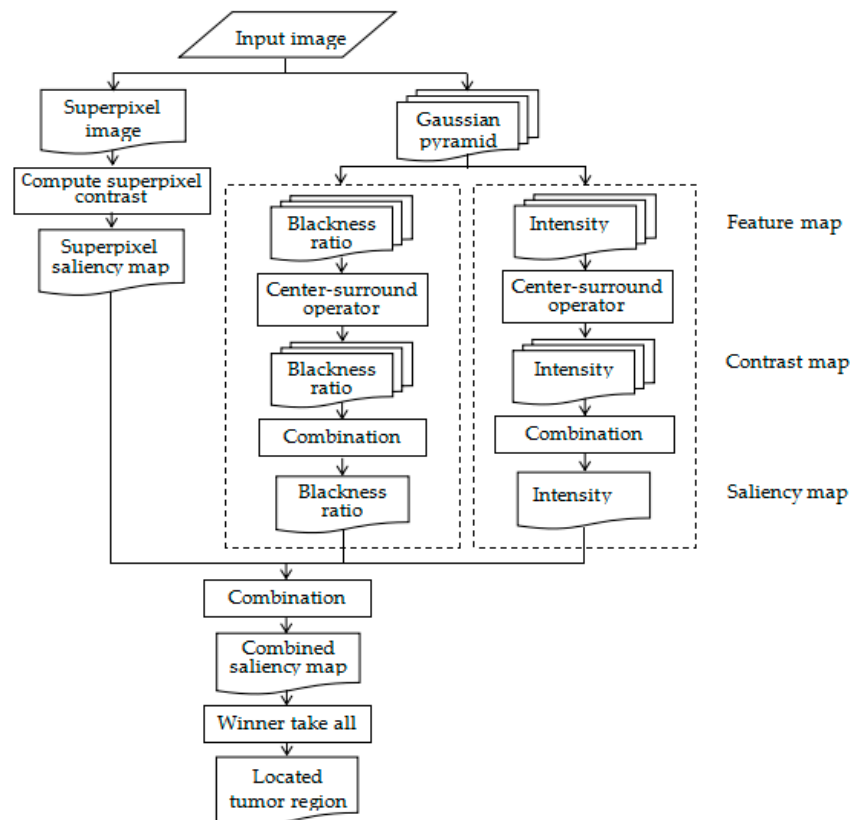 Input image
Superpixel
image
Gaussian
pyramid
Compute superpixel
contrast
Superpixel
saliency map
Blackness
ratio
Intensity
Feature map
Center-surround
operator
Center-surround
operator
Blackness
ratio
Intensity
Contrast map
Combination
Combination
Blackness
ratio
Intensity
Saliency map
Combination
Combined
saliency map
Winner take all
Located
tumor region